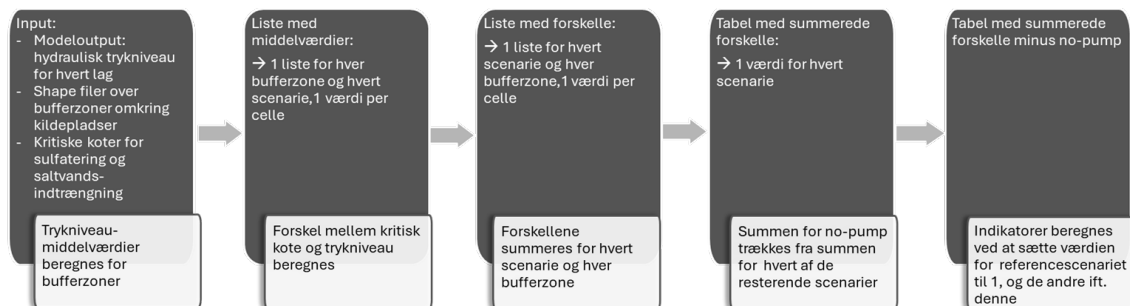 Input:
- Modeloutput:
hydraulisk trykniveau
for hvert lag
- Shape filer over
bufferzoner omkring
kildepladser
- Kritiske koter for
sulfatering og
saltvands-
indtrængning
Trykniveau-
middelværdier
beregnes for
bufferzoner
Liste med
middelværdier:
→ 1 liste for hver
bufferzone og hvert
scenarie,1 værdi per
celle
Forskel mellem kritisk
kote og trykniveau
beregnes
Liste med forskelle:
→ 1 liste for hvert
scenarie og hver
bufferzone,1 værdi per
celle
Forskellene
summeres for hvert
scenarie og hver
bufferzone
Tabel med summerede
forskelle:
→ 1 værdi for hvert
scenarie
Summen for no-pump
trækkes fra summen
for hvert af de
resterende scenarier
Tabel med summerede
forskelle minus no-pump
Indikatorer beregnes
ved at sætte værdien
for referencescenariet
til 1, og de andre ift.
denne